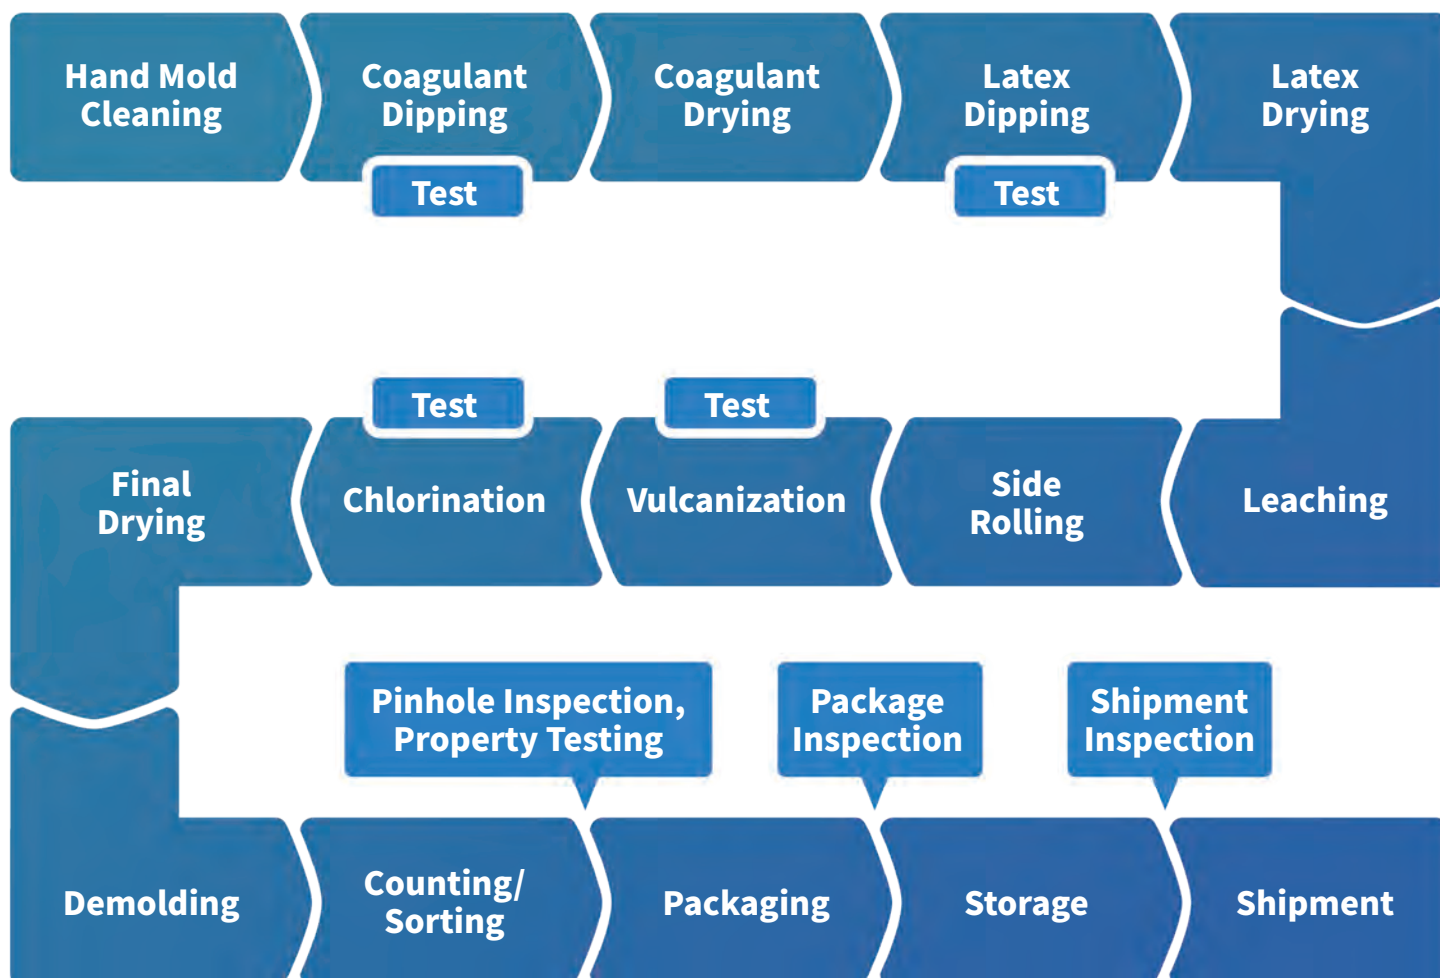 Hand Mold
Cleaning
Coagulant
Dipping
Test
Coagulant
Drying
Latex
Dipping
Test
Latex
Drying
Leaching
Side
Rolling
Test
Vulcanization
Test
Chlorination
Final
Drying
Demolding
Counting/
Sorting
Pinhole Inspection,
Property Testing
Packaging
Package
Inspection
Storage
Shipment
Inspection
Shipment